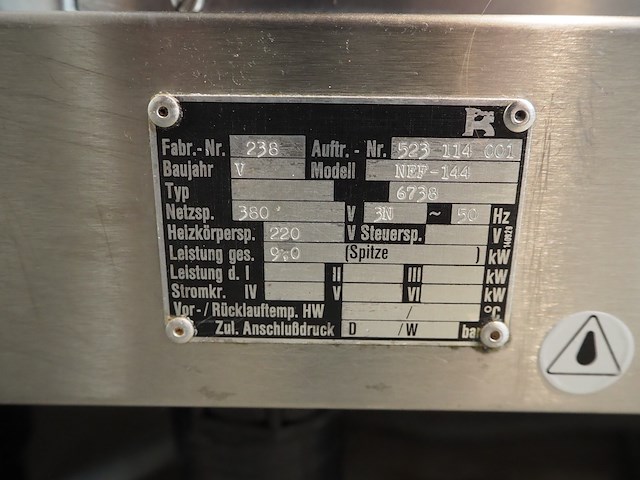 Fabr.-Nr. 238 Auftr.-Nr. 523 114 001
Baujahr V Modell NEF-144
Typ 6738
Netzsp. 380 V 3N ~ 50 Hz
Heizkörpersp. 220 V Steuersp. V
Leistung ges. 9.0 (Spitze ) kW
Leistung d. I II III kW
Stromkr. IV V VI kW
Vor-/Rücklauftemp. HW / °C
Zul. Anschlußdruck D /W bar